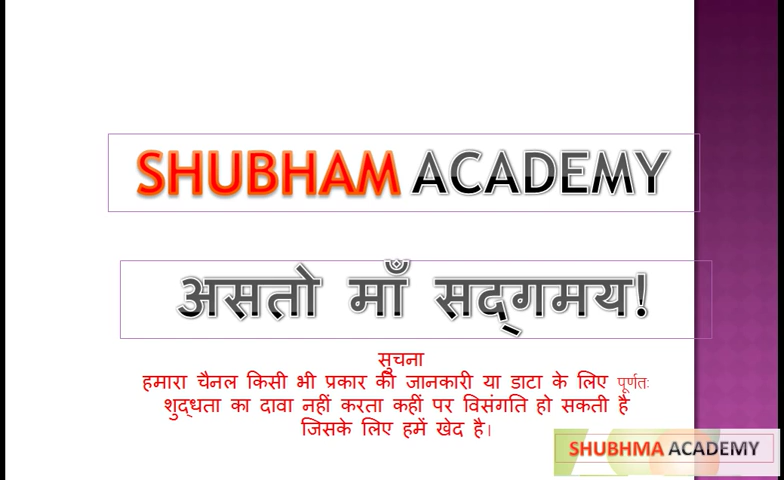 SHUBHAM ACADEMY
असतो माँ सद्गमय!
सुचना
हमारा चैनल किसी भी प्रकार की जानकारी या डाटा के लिए पूर्णतः
शुद्धता का दावा नहीं करता कहीं पर विसंगति हो सकती है
जिसके लिए हमें खेद है।
SHUBHMA ACADEMY